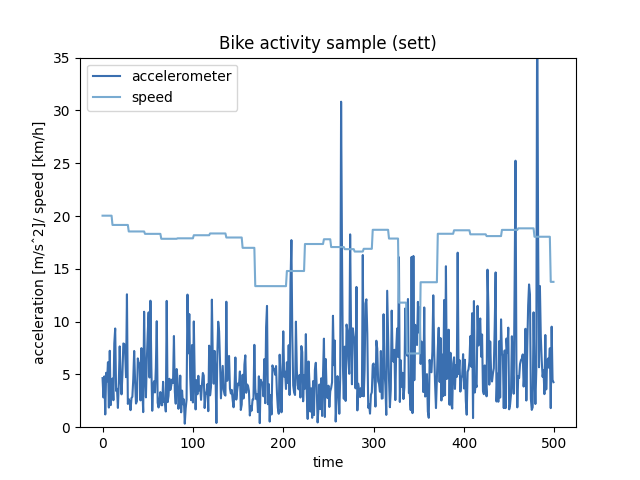 Bike activity sample (sett)
accelerometer
speed
acceleration [m/s^2]/ speed [km/h]
35
30
25
20
15
10
5
0
0 100 200 300 400 500
time